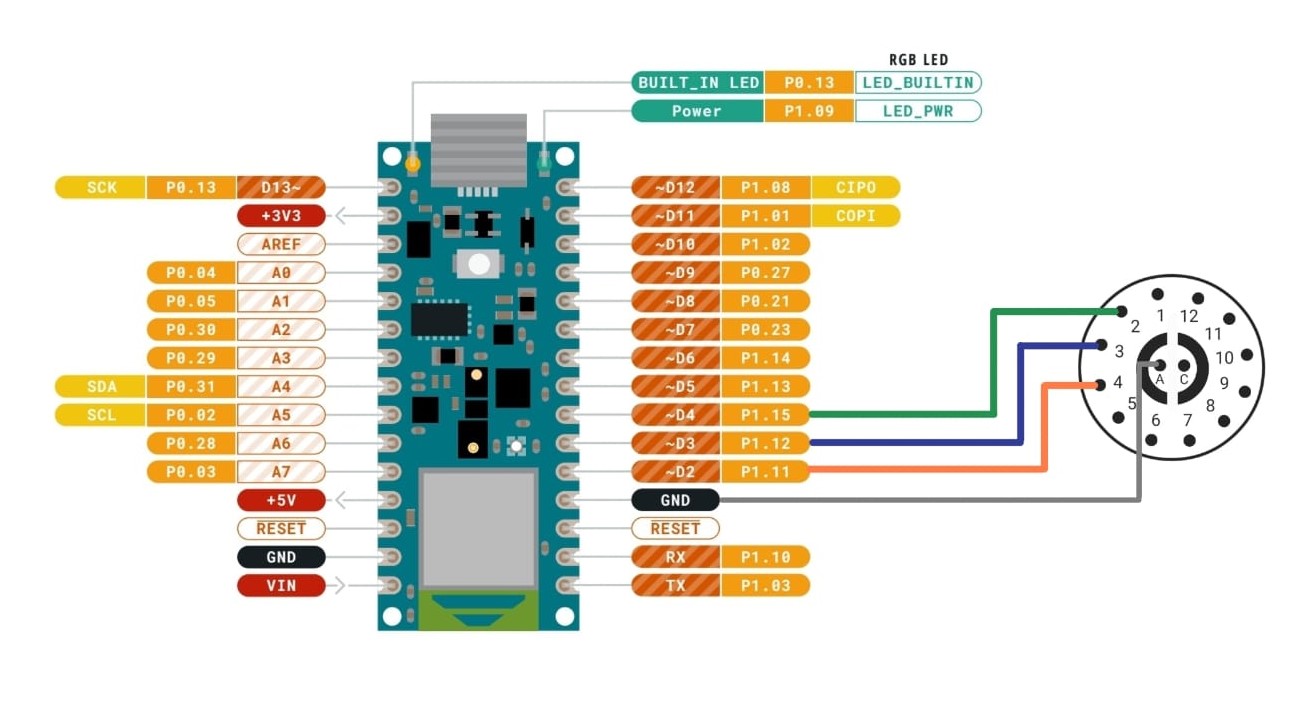 RGB LED
BUILT_IN LED P0.13 LED_BUILTIN
Power P1.09 LED_PWR
SCK P0.13 D13~
+3V3
AREF
P0.04 A0
P0.05 A1
P0.30 A2
P0.29 A3
SDA P0.31 A4
SCL P0.02 A5
P0.28 A6
P0.03 A7
+5V
RESET
GND
VIN
~D12 P1.08 CIPO
~D11 P1.01 COPI
~D10 P1.02
~D9 P0.27
~D8 P0.21
~D7 P0.23
~D6 P1.14
~D5 P1.13
~D4 P1.15
~D3 P1.12
~D2 P1.11
GND
RESET
RX P1.10
TX P1.03
1 12
2 11
3 10
4 A C 9
5 8
6 7